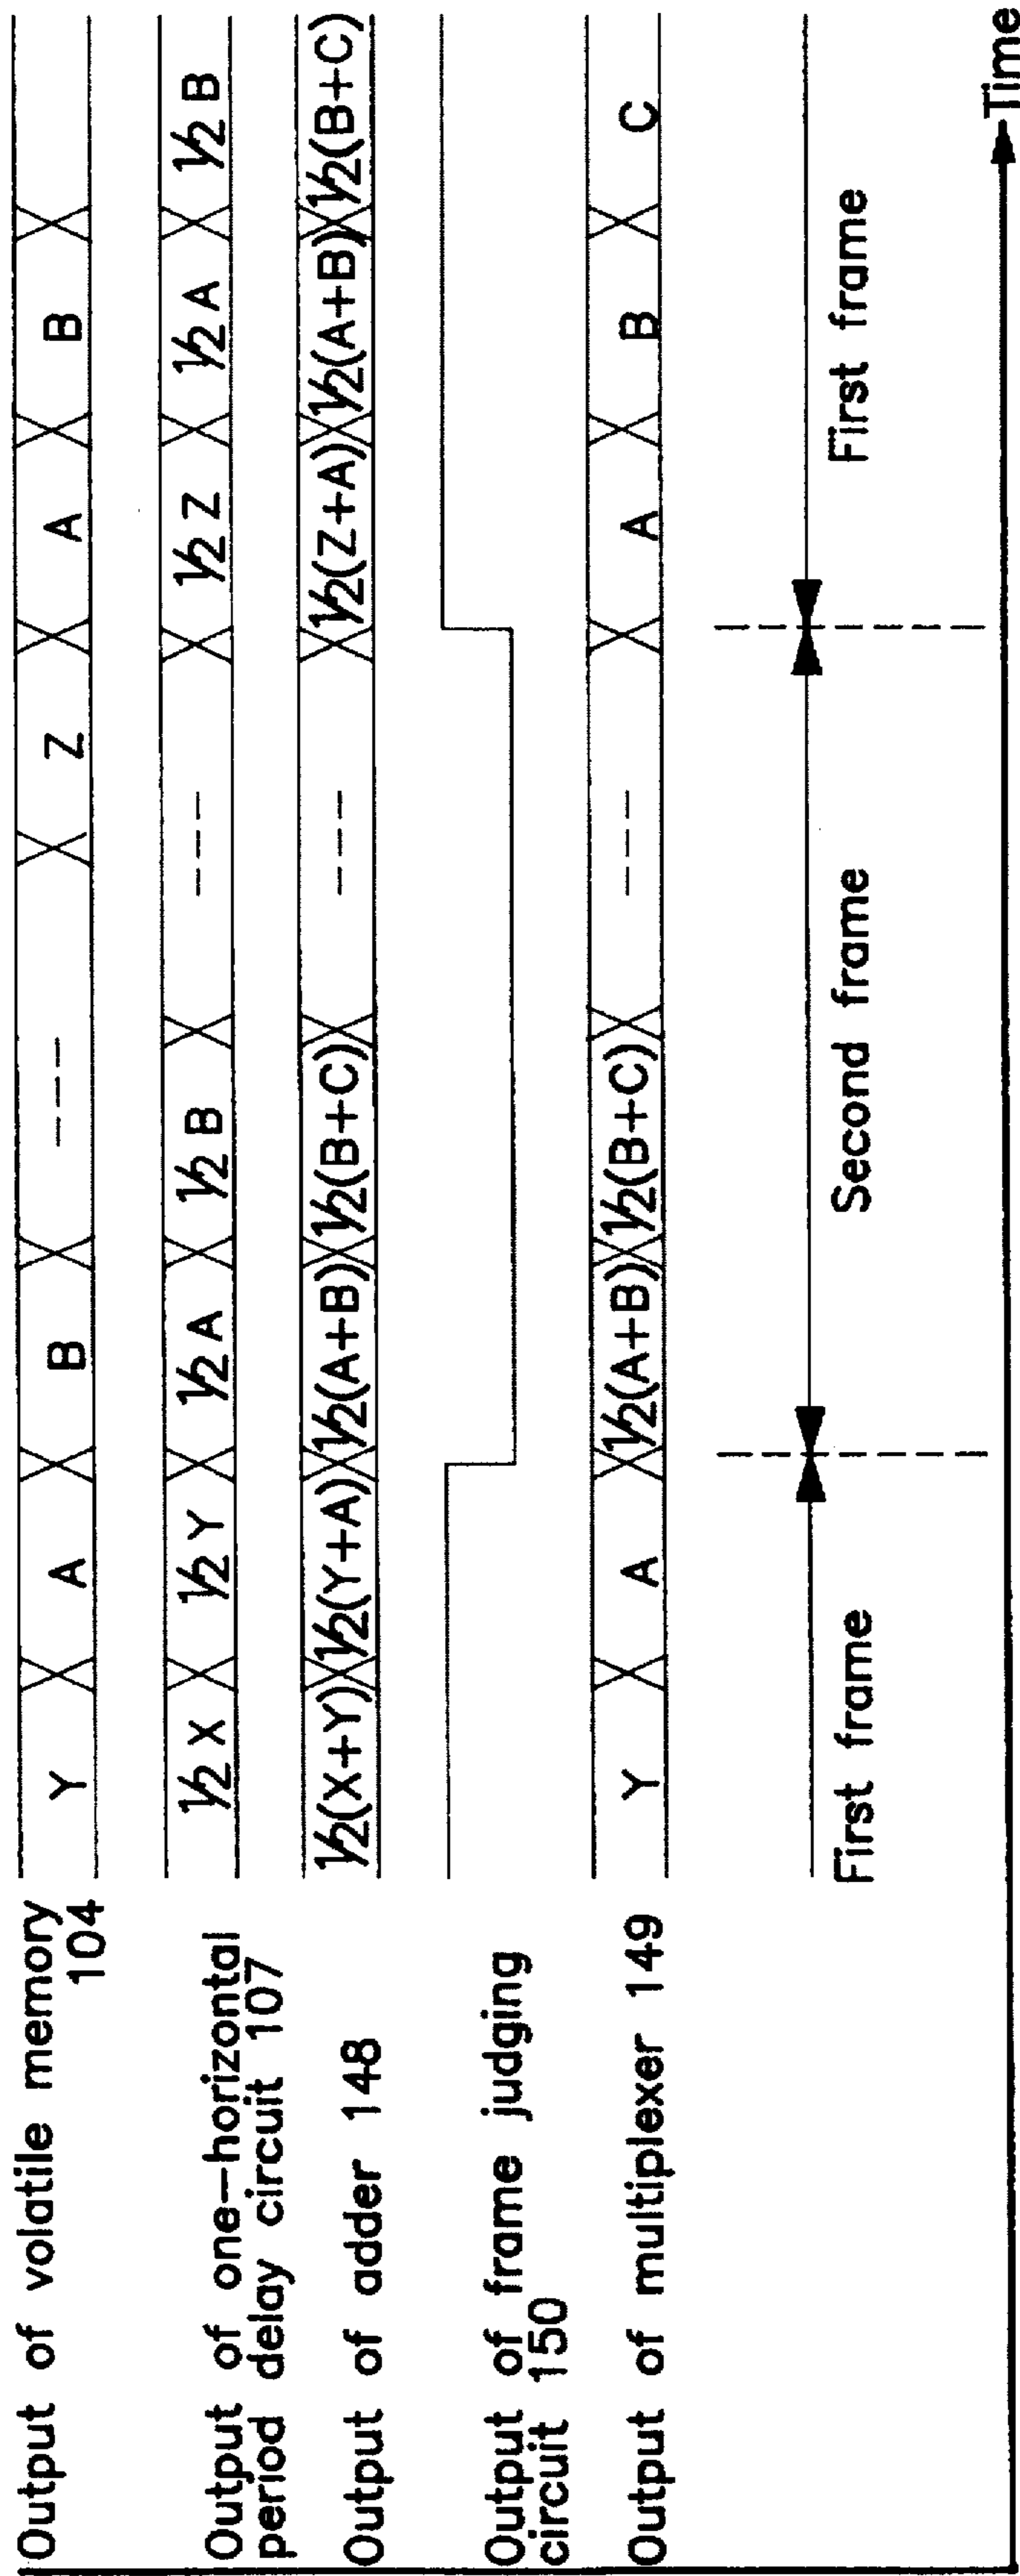 Output of volatile memory
104
Y A B --- Z A B
Output of one-horizontal
period delay circuit 107
½X ½Y ½A ½B --- ½Z ½A ½B
Output of adder 148
½(X+Y) ½(Y+A) ½(A+B) ½(B+C) --- ½(Z+A) ½(A+B) ½(B+C)
Output of frame judging
circuit 150
Output of multiplexer 149
Y A ½(A+B) ½(B+C) --- A B C
First frame Second frame First frame
Time